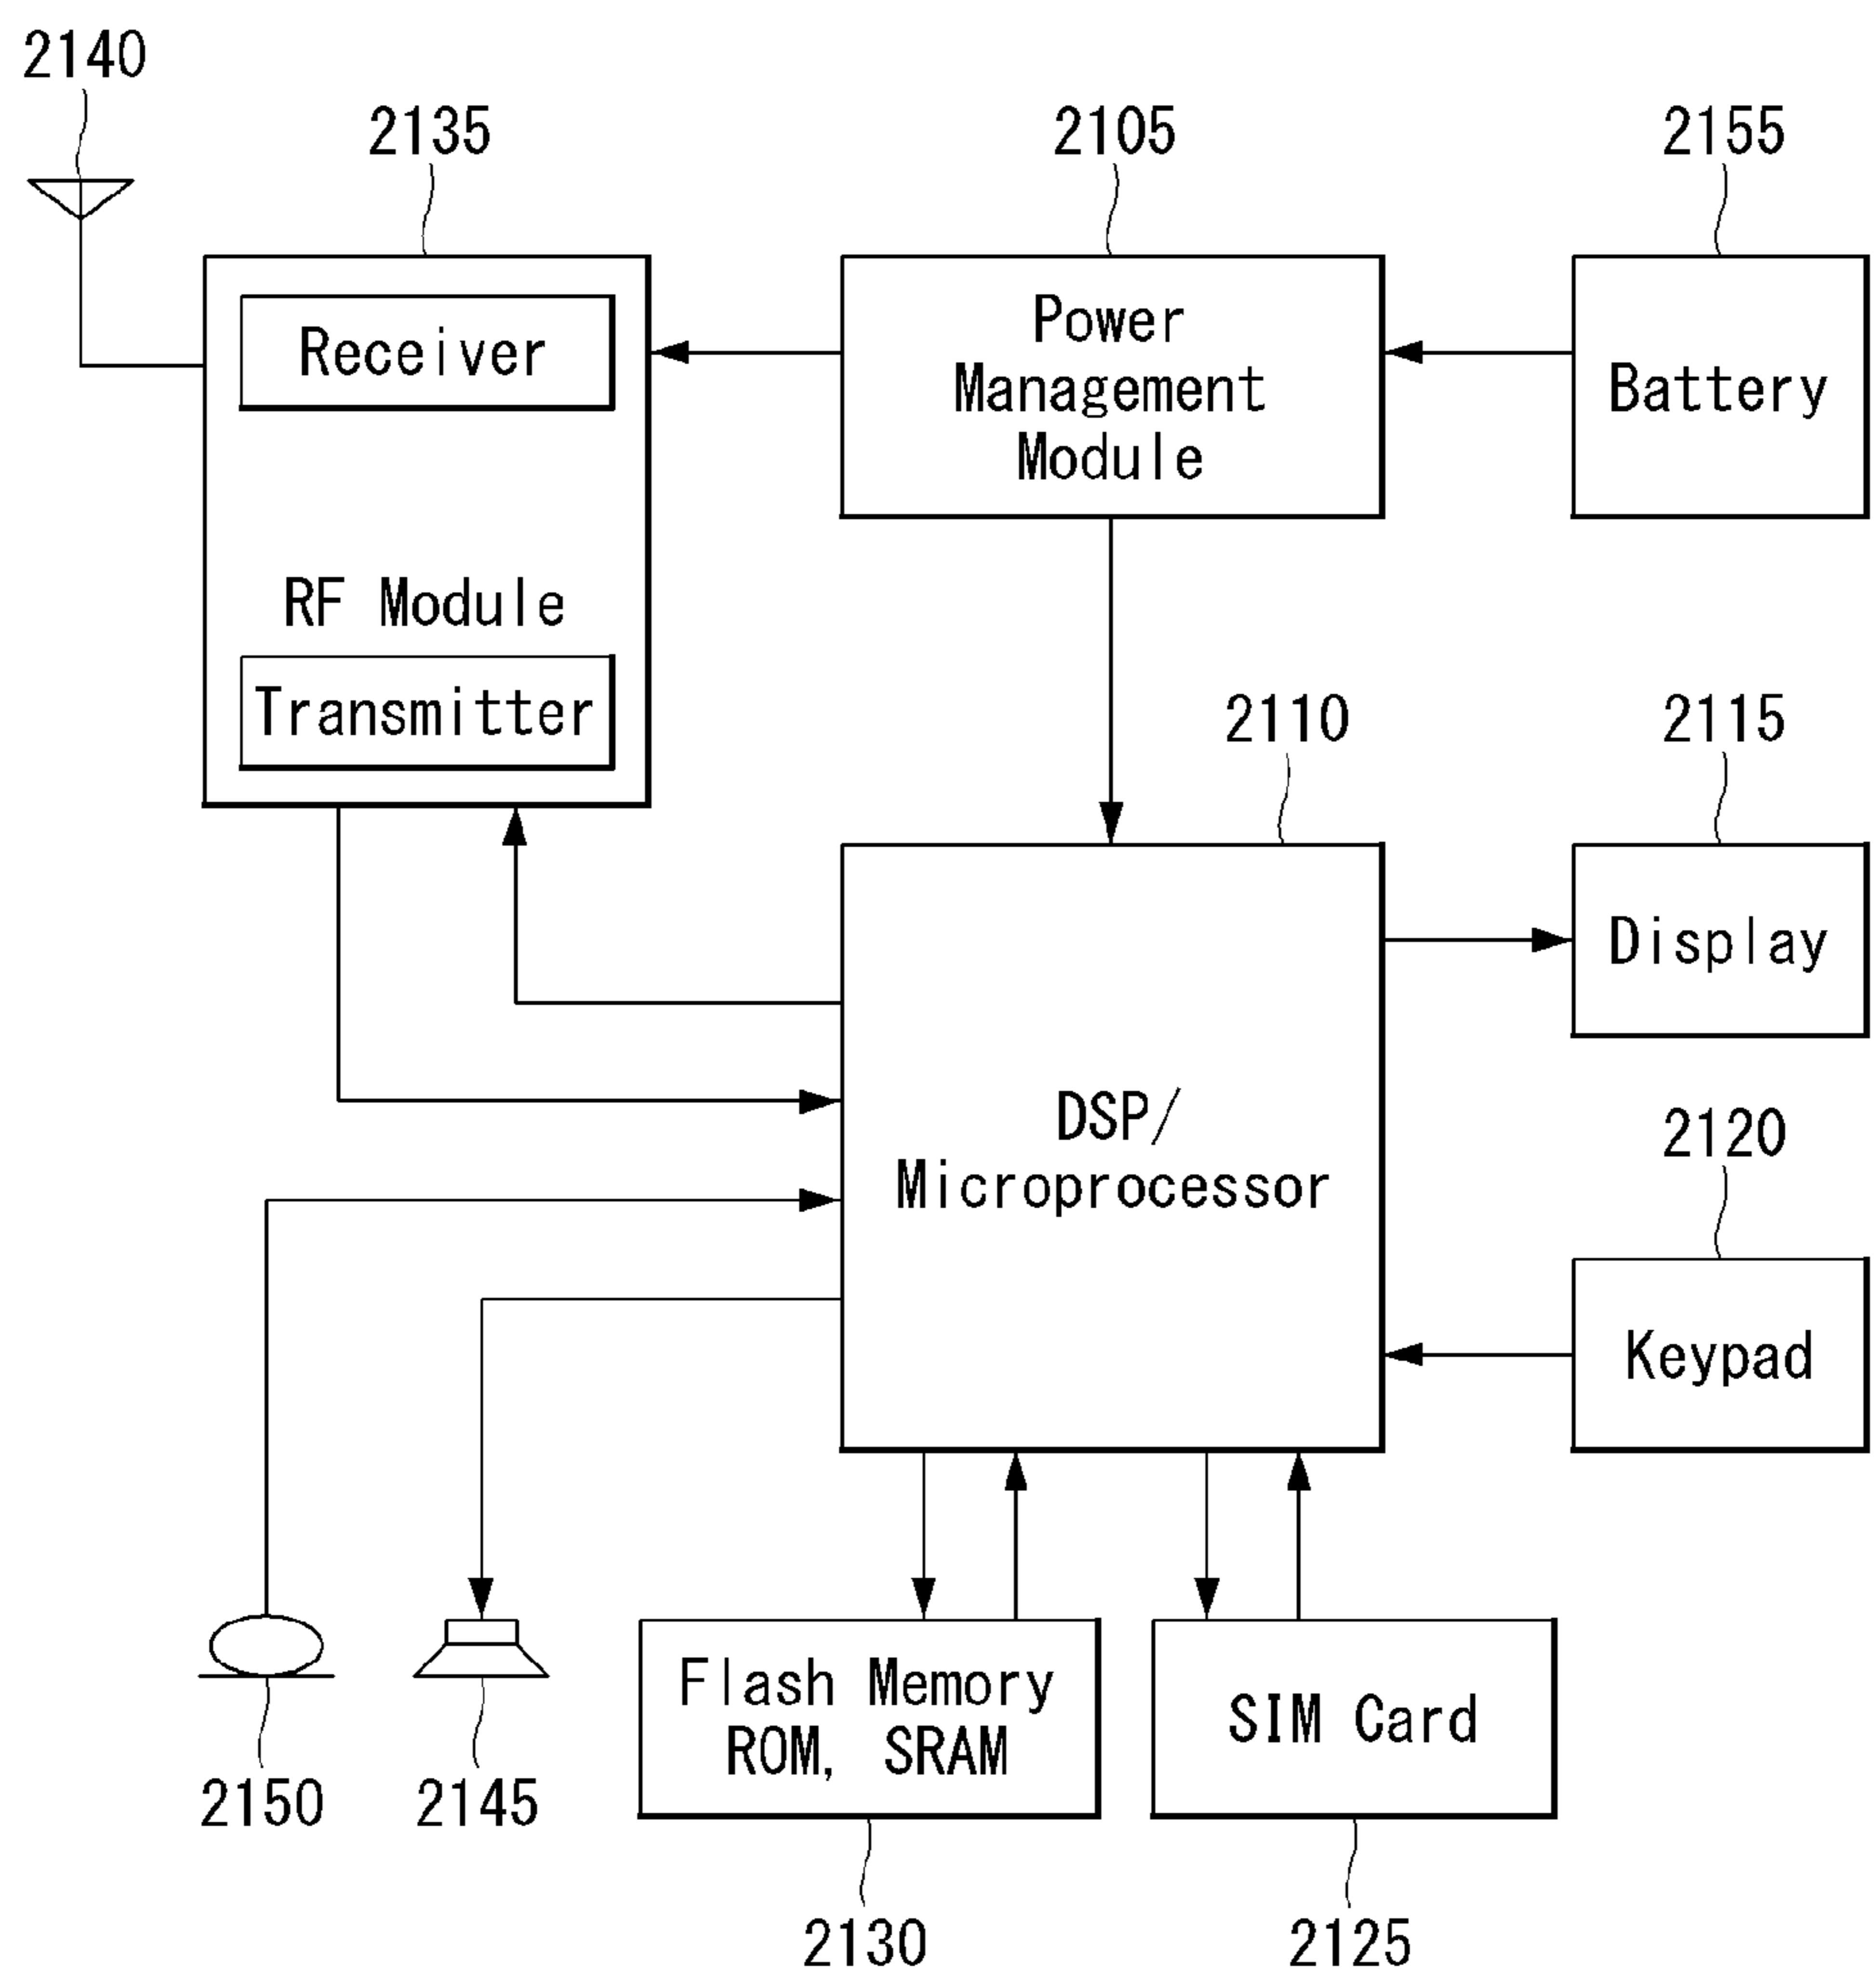 2140
2135
2105
2155
Receiver
RF Module
Transmitter
Power
Management
Module
Battery
2110
2115
DSP/
Microprocessor
Display
2120
Keypad
2150
2145
Flash Memory
ROM, SRAM
SIM Card
2130
2125